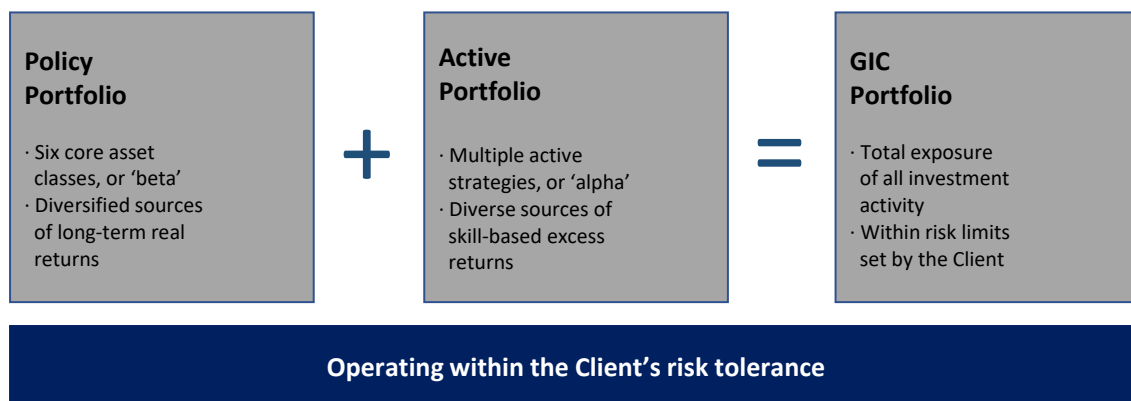 Policy
Portfolio
· Six core asset
classes, or ‘beta’
· Diversified sources
of long-term real
returns
+
Active
Portfolio
· Multiple active
strategies, or ‘alpha’
· Diverse sources of
skill-based excess
returns
=
GIC
Portfolio
· Total exposure
of all investment
activity
· Within risk limits
set by the Client
Operating within the Client’s risk tolerance